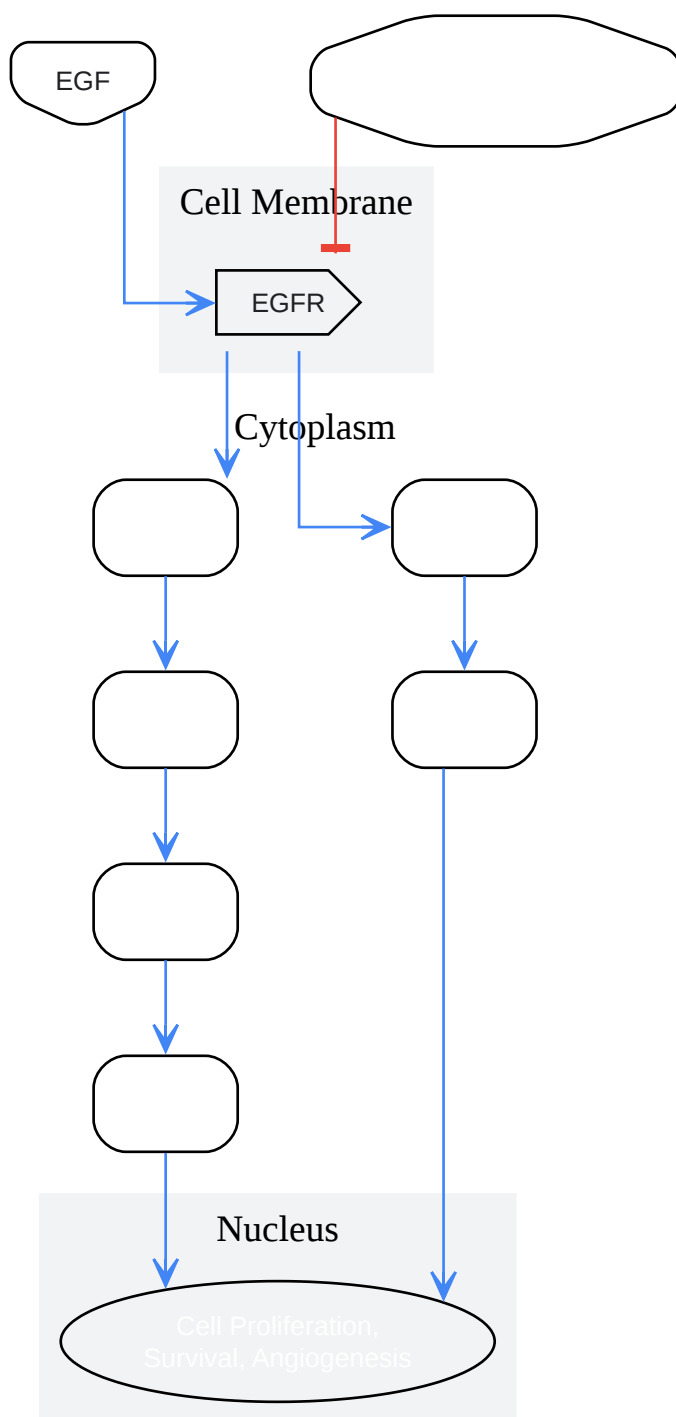 EGF
Cell Membrane
EGFR
Cytoplasm
Nucleus
Cell Proliferation,
Survival, Angiogenesis